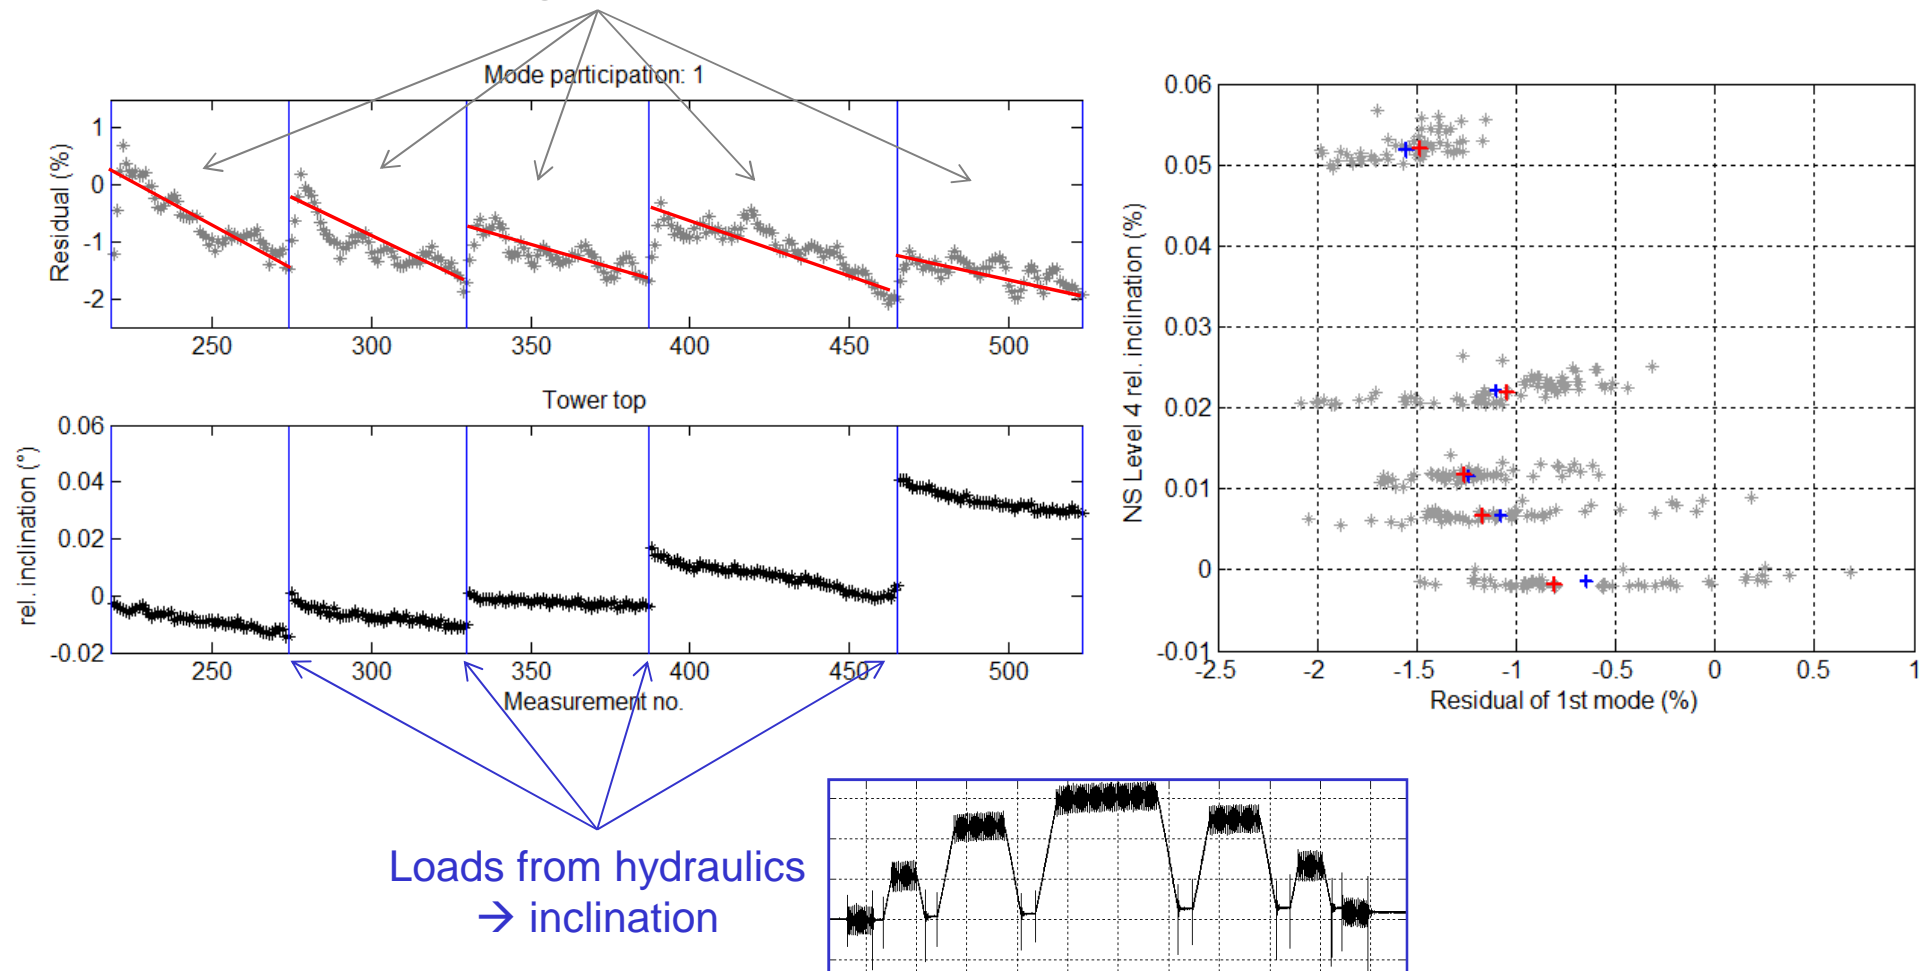 Mode participation: 1
Residual (%)
1
0
-1
-2
250 300 350 400 450 500
Tower top
rel. inclination (°)
0.06
0.04
0.02
0
-0.02
250 300 350 400 450 500
Measurement no.
NS Level 4 rel. inclination (%)
0.06
0.05
0.04
0.03
0.02
0.01
0
-0.01
-2.5 -2 -1.5 -1 -0.5 0 0.5 1
Residual of 1st mode (%)
Loads from hydraulics
→ inclination